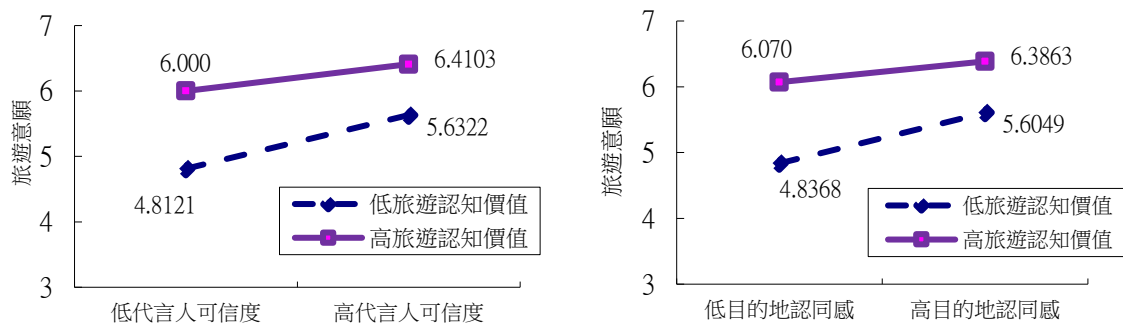 7
6
5
4
3
旅遊意願
6.000
6.4103
5.6322
4.8121
低旅遊認知價值
高旅遊認知價值
低代言人可信度
高代言人可信度
7
6
5
4
3
旅遊意願
6.070
6.3863
5.6049
4.8368
低旅遊認知價值
高旅遊認知價值
低目的地認同感
高目的地認同感